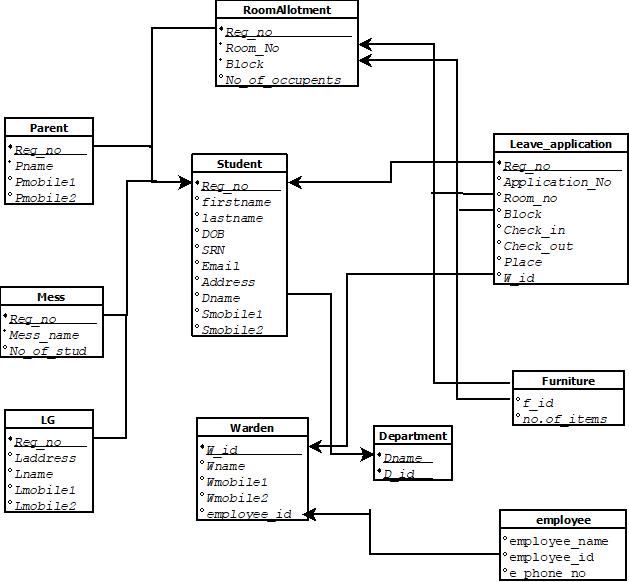 RoomAllotment
Reg_no
Room_No
Block
No_of_occupents
Parent
Reg_no
Pname
Pmobile1
Pmobile2
Student
Reg_no
firstname
lastname
DOB
SRN
Email
Address
Dname
Smobile1
Smobile2
Leave_application
Reg_no
Application_No
Room_no
Block
Check_in
Check_out
Place
W_id
Mess
Reg_no
Mess_name
No_of_stud
Furniture
f_id
no.of_items
LG
Reg_no
Laddress
Lname
Lmobile1
Lmobile2
Warden
W_id
Wname
Wmobile1
Wmobile2
employee_id
Department
Dname
D_id
employee
employee_name
employee_id
e_phone_no